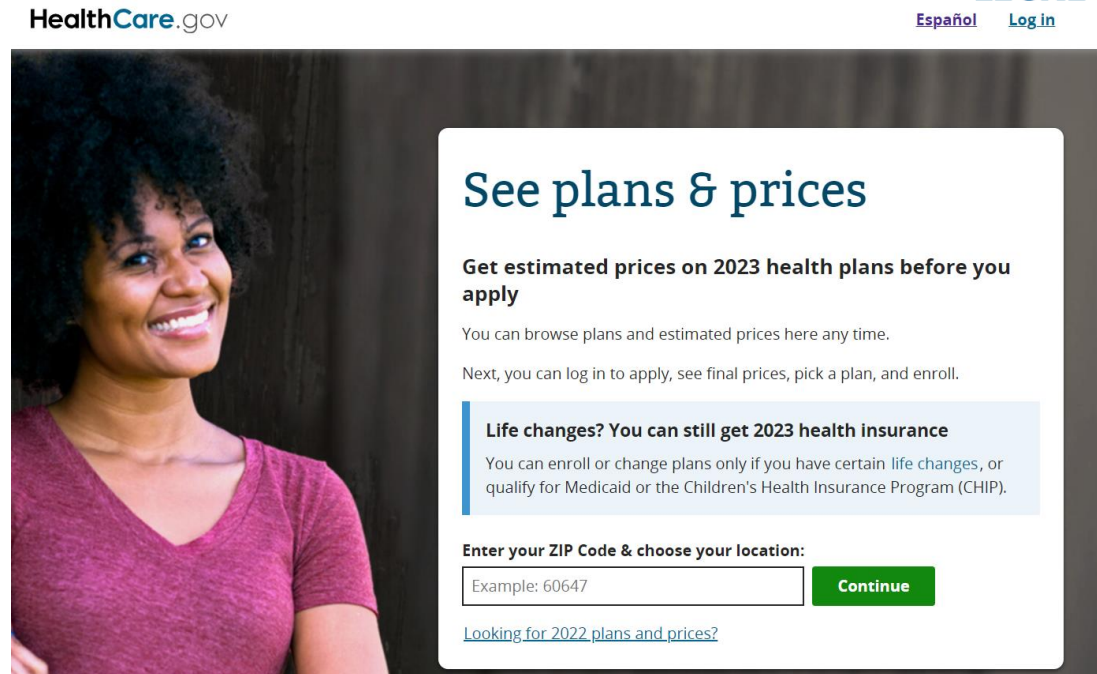 HealthCare.gov
Español
Log in
See plans & prices
Get estimated prices on 2023 health plans before you
apply
You can browse plans and estimated prices here any time.
Next, you can log in to apply, see final prices, pick a plan, and enroll.
Life changes? You can still get 2023 health insurance
You can enroll or change plans only if you have certain life changes, or
qualify for Medicaid or the Children's Health Insurance Program (CHIP).
Enter your ZIP Code & choose your location:
Example: 60647
Continue
Looking for 2022 plans and prices?